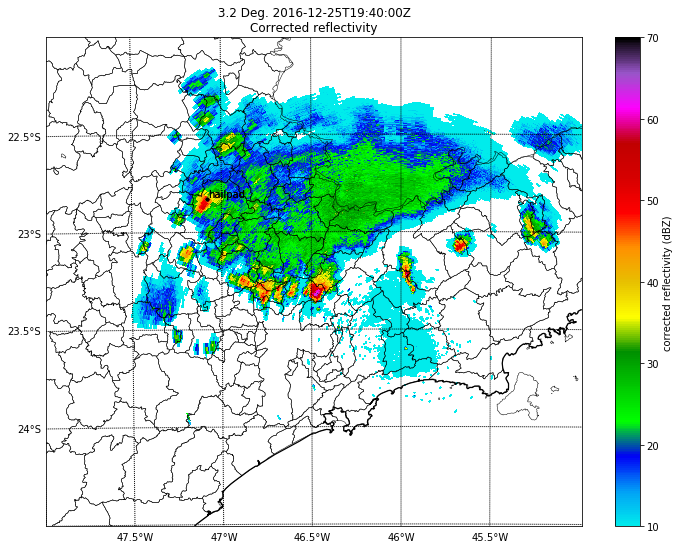 3.2 Deg. 2016-12-25T19:40:00Z
Corrected reflectivity
22.5°S
23°S
23.5°S
24°S
47.5°W
47°W
46.5°W
46°W
45.5°W
hailpad
70
60
50
40
30
20
10
corrected reflectivity (dBZ)